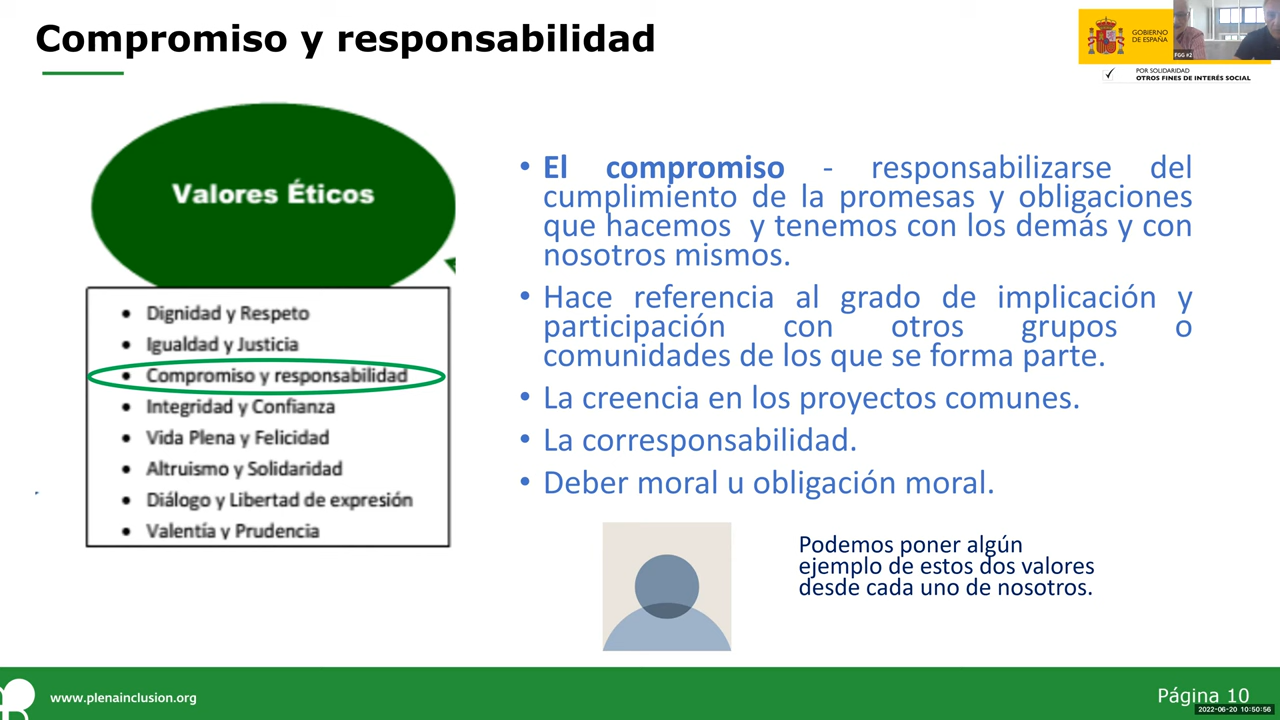 Compromiso y responsabilidad
GOBIERNO
DE ESPAÑA
FGG #2
POR SOLIDARIDAD
OTROS FINES DE INTERÉS SOCIAL
Valores Éticos
• Dignidad y Respeto
• Igualdad y Justicia
• Compromiso y responsabilidad
• Integridad y Confianza
• Vida Plena y Felicidad
• Altruismo y Solidaridad
• Diálogo y Libertad de expresión
• Valentía y Prudencia
• El compromiso - responsabilizarse del
cumplimiento de la promesas y obligaciones
que hacemos y tenemos con los demás y con
nosotros mismos.
• Hace referencia al grado de implicación y
participación con otros grupos o
comunidades de los que se forma parte.
• La creencia en los proyectos comunes.
• La corresponsabilidad.
• Deber moral u obligación moral.
Podemos poner algún
ejemplo de estos dos valores
desde cada uno de nosotros.
www.plenainclusion.org
Página 10
2022-06-20 10:50:56